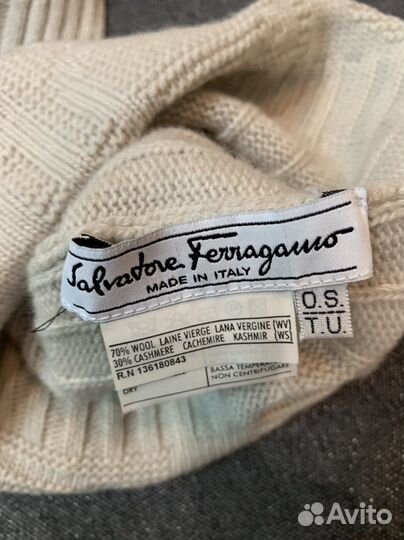 Salvatore Ferragamo
MADE IN ITALY
O.S.
T.U.
70% WOOL LAINE VIERGE LANA VERGINE (WV)
30% CASHMERE CACHEMIRE KASHMIR (WS)
R.N 136180843
DRY
BASSA TEMPERA
NON CENTRIFUGARE
Avito